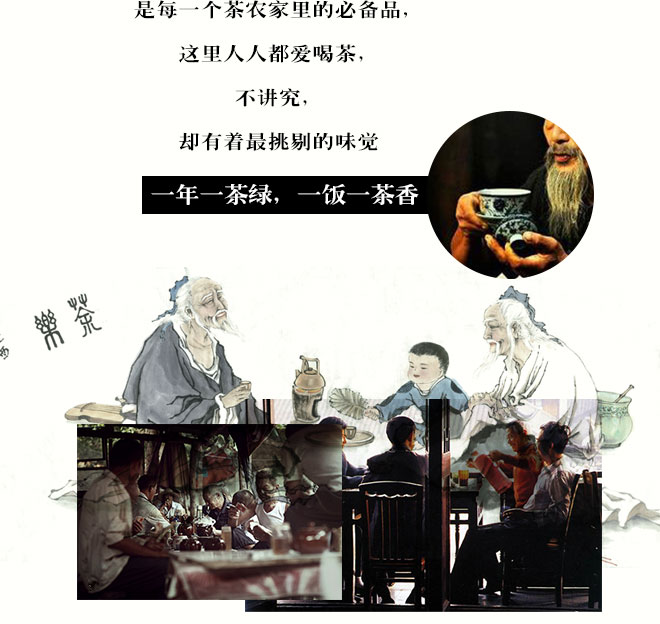 是每一个茶农家里的必备品，
这里人人都爱喝茶，
不讲究，
却有着最挑剔的味觉
一年一茶绿，一饭一茶香
茶樂